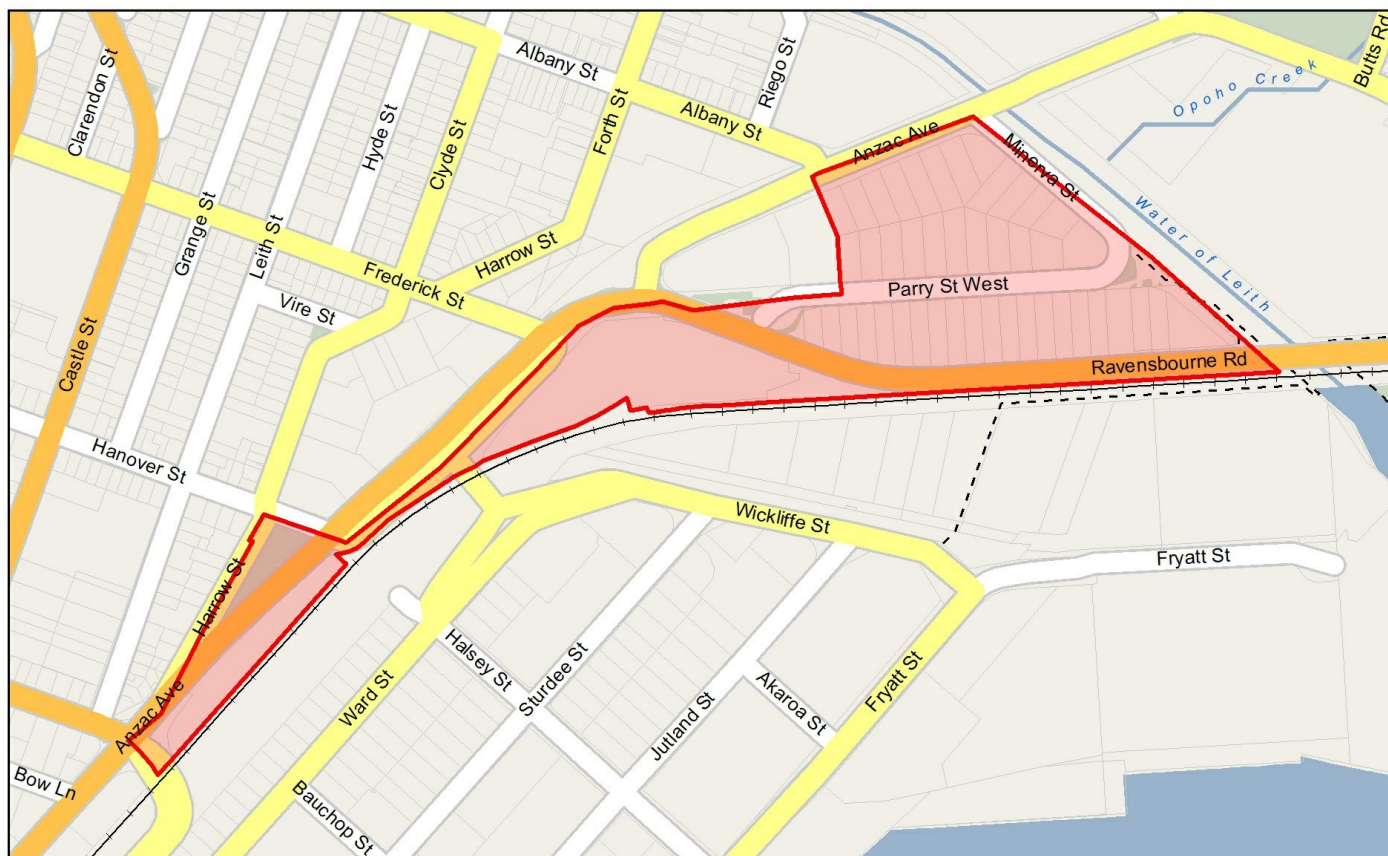 Clarendon St
Albany St
Riego St
Butts Rd
Opoho Creek
Hyde St
Clyde St
Forth St
Albany St
Anzac Ave
Minerva St
Grange St
Leith St
Harrow St
Water of Leith
Frederick St
Parry St West
Vire St
Castle St
Ravensbourne Rd
Hanover St
Wickliffe St
Fryatt St
Harrow St
Halsey St
Sturdee St
Ward St
Akaroa St
Fryatt St
Jutland St
Anzac Ave
Bow Ln
Bauchop St